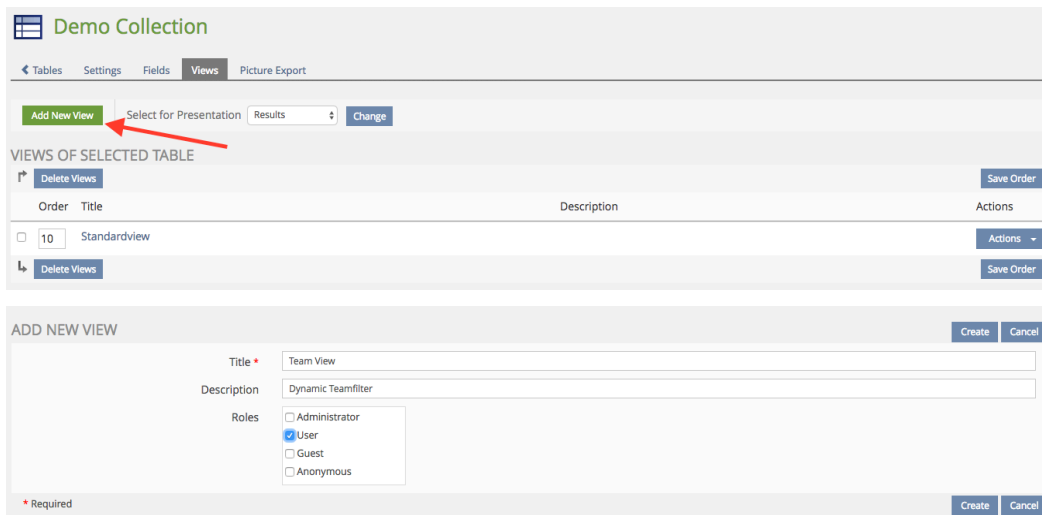 Demo Collection
Tables Settings Fields Views Picture Export
Add New View Select for Presentation Results Change
VIEWS OF SELECTED TABLE
Delete Views Save Order
Order Title Description Actions
10 Standardview Actions
Delete Views Save Order
ADD NEW VIEW Create Cancel
Title * Team View
Description Dynamic Teamfilter
Roles Administrator
User
Guest
Anonymous
* Required Create Cancel